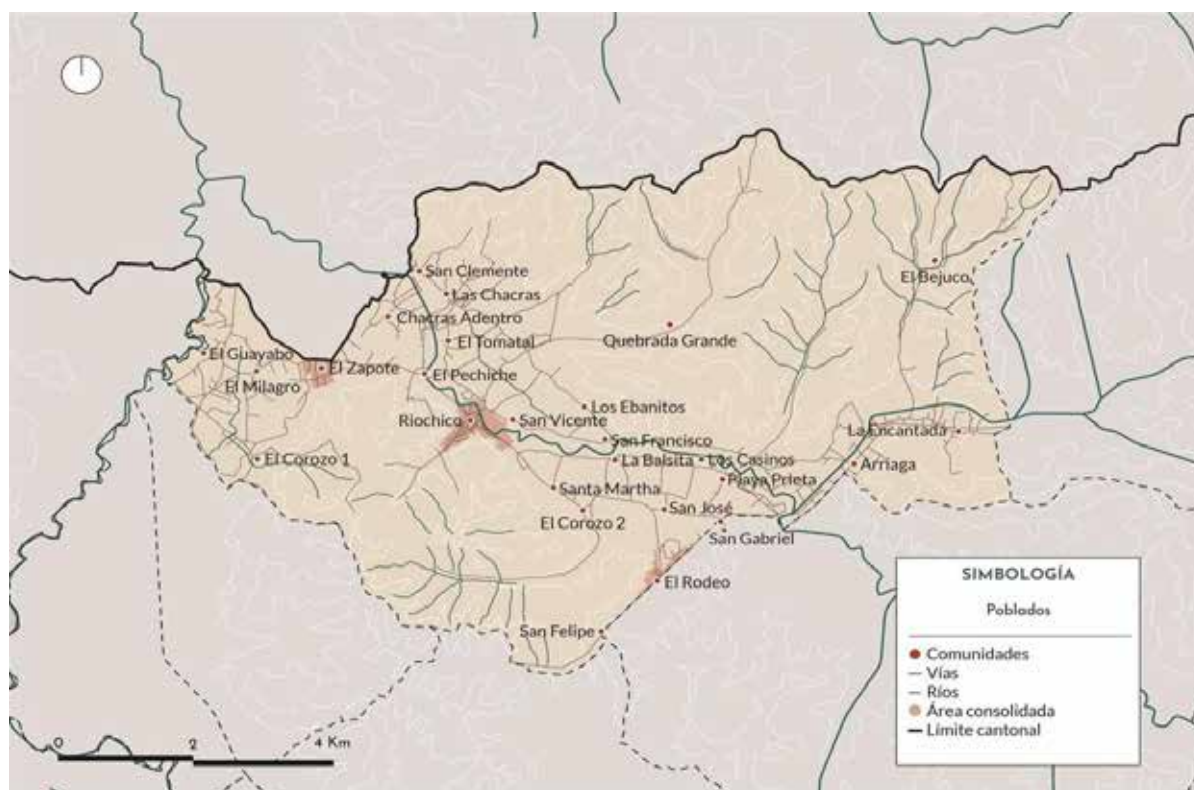 San Clemente
Las Chacras
El Bejuco
Chacras Adentro
El Tomatal
Quebrada Grande
El Guayabo
El Zapote
El Pechiche
El Milagro
Los Ebanitos
Riochico
San Vicente
La Encantada
San Francisco
El Corozo 1
La Balsita
Los Casinos
Arriaga
Playa Prieta
Santa Martha
San José
El Corozo 2
San Gabriel
El Rodeo
San Felipe
SIMBOLOGÍA
Poblados
Comunidades
Vías
Ríos
Área consolidada
Límite cantonal
0 2 4 Km